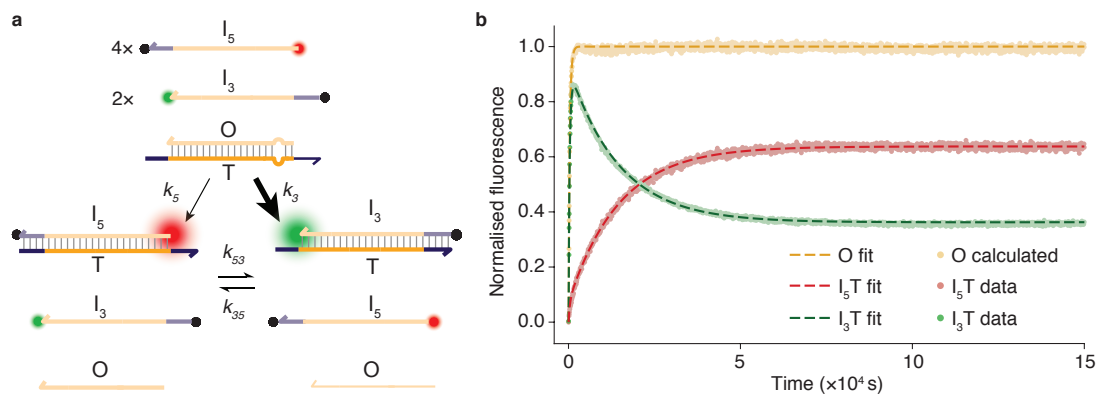 a
I5
4×
I3
2×
O
T
k5
k3
I5
I3
T
T
k53
k35
I3
I5
O
O
b
Normalised fluorescence
1.0
0.8
0.6
0.4
0.2
0.0
O fit
O calculated
I5T fit
I5T data
I3T fit
I3T data
0
5
10
15
Time (×10⁴ s)